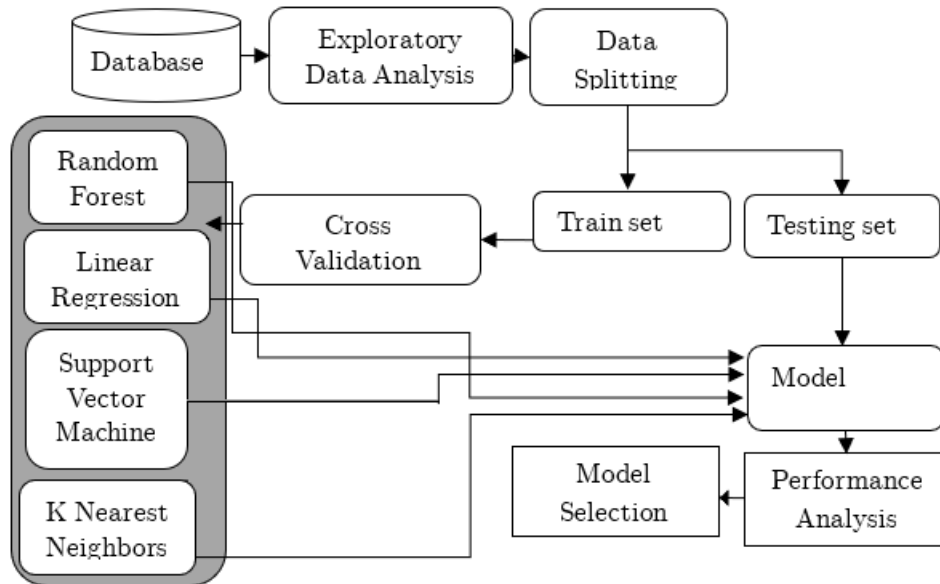 Database
Exploratory
Data Analysis
Data
Splitting
Random
Forest
Linear
Regression
Support
Vector
Machine
K Nearest
Neighbors
Cross
Validation
Train set
Testing set
Model
Performance
Analysis
Model
Selection